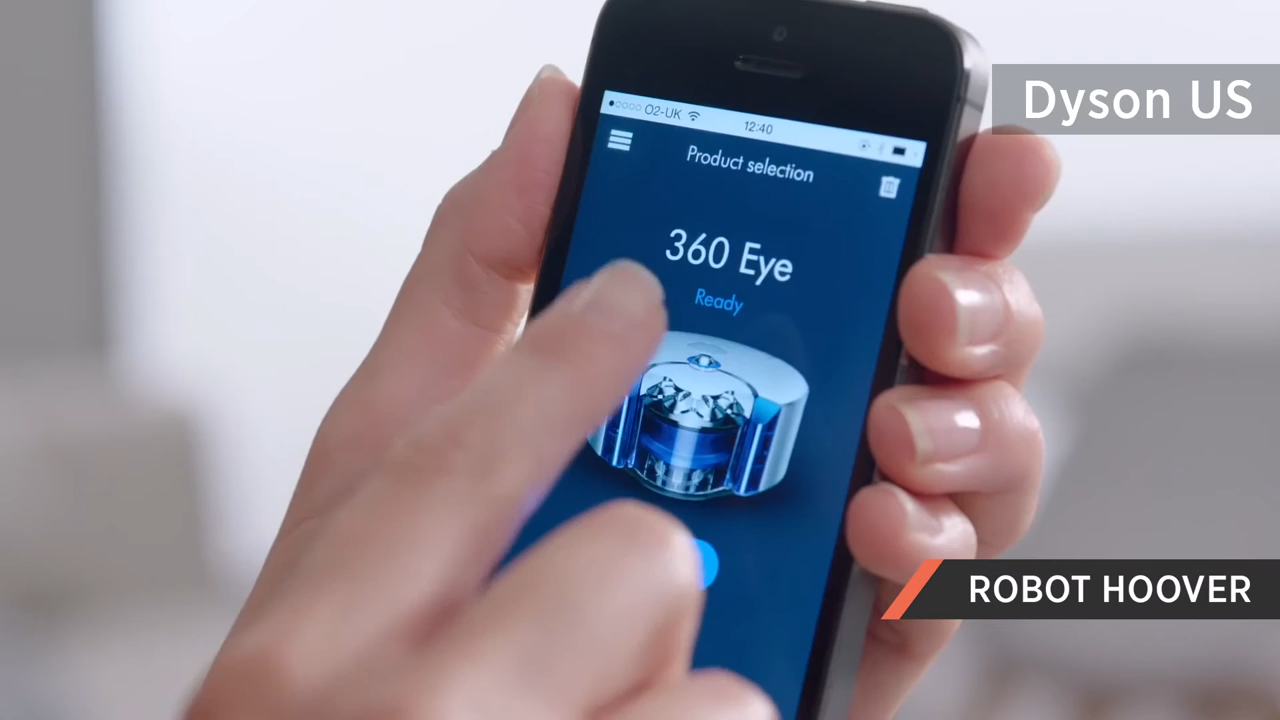 Dyson US
O2-UK
12:40
Product selection
360 Eye
Ready
ROBOT HOOVER